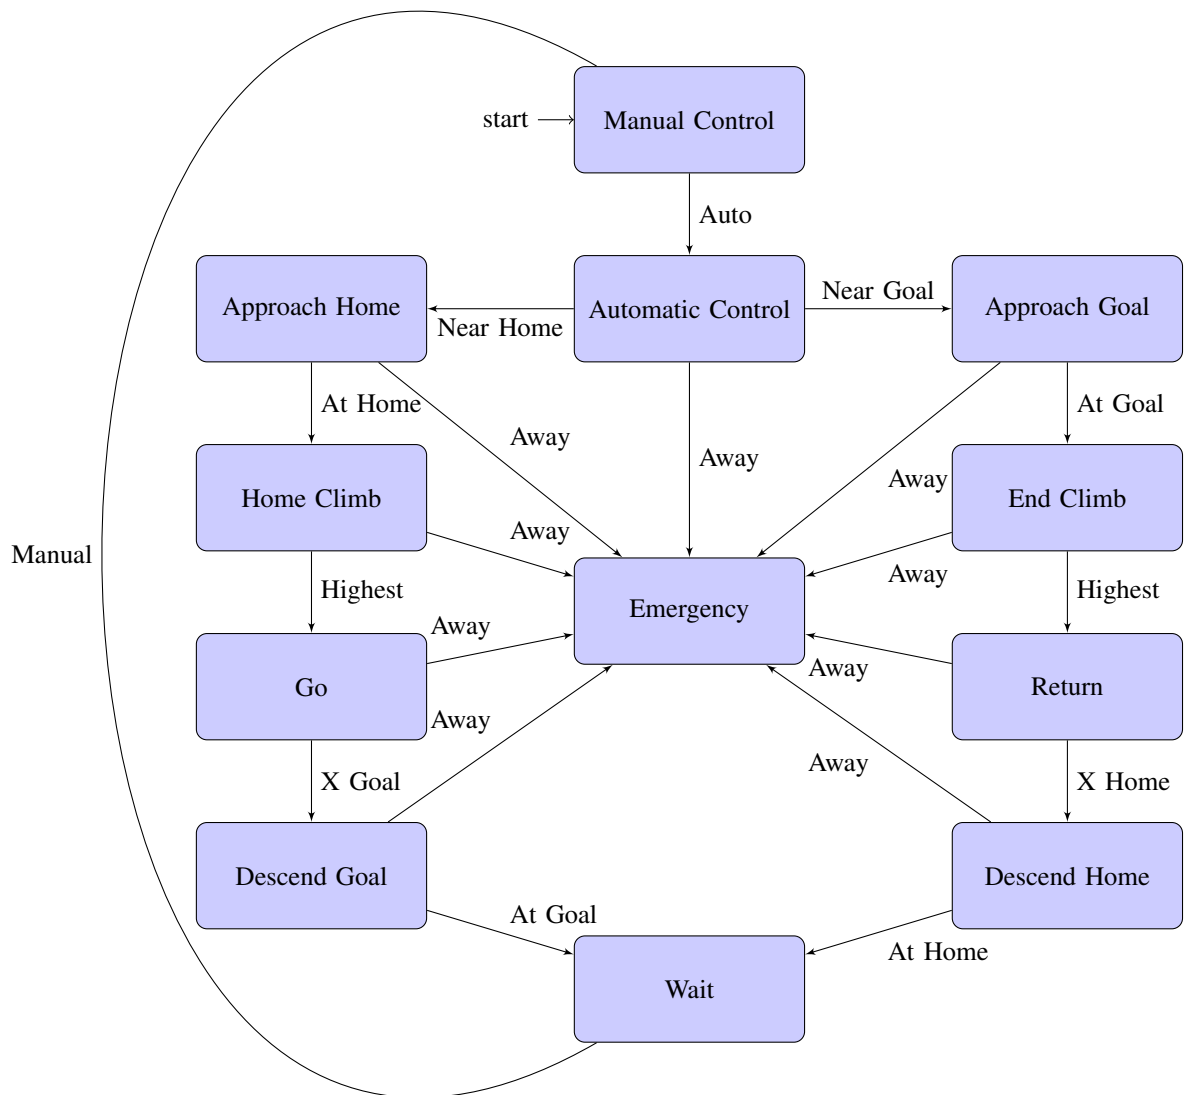 Manual Control
start
Auto
Approach Home
Automatic Control
Approach Goal
Near Goal
Near Home
At Home
At Goal
Away
Away
Away
Home Climb
End Climb
Away
Away
Manual
Highest
Highest
Emergency
Away
Away
Go
Return
Away
Away
X Goal
X Home
Descend Goal
Descend Home
At Goal
At Home
Wait